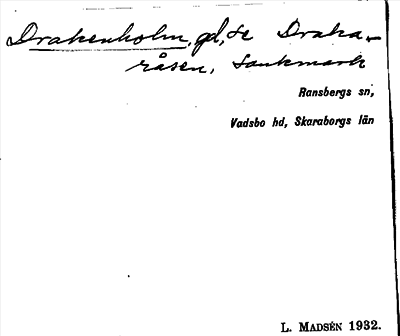 Drakenholm, gd, se Draka-
råsen, sankmark
Ransbergs sn,
Vadsbo hd, Skaraborgs län
L. MADSÉN 1932.